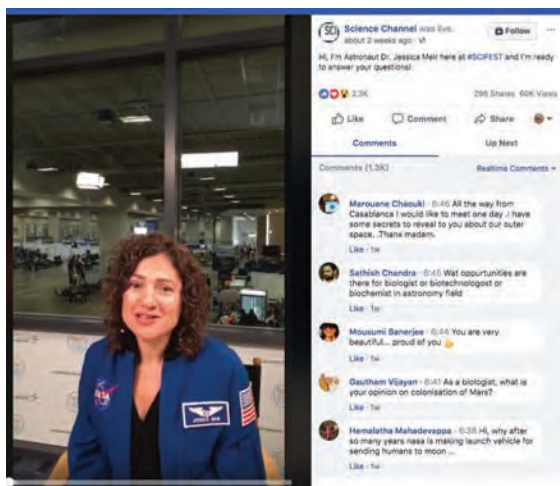 SCI
Science Channel was live.
about 2 weeks ago
Follow
Hi, I'm Astronaut Dr. Jessica Meir here at #SCIFEST and I'm ready
to answer your questions!
2.3K
295 Shares 60K Views
Like Comment Share
Comments Up Next
Comments (1.3K) Realtime Comments
Marouane Chaouki · 6:46 All the way from
Casablanca I would like to meet one day .i have
some secrets to reveal to you about our outer
space. .Thanx madam.
Like · 1w
Sathish Chandra · 6:45 Wat oppurtunities are
there for biologist or biotechnologost or
biochemist in astronomy field
Like · 1w
Mousumi Banerjee · 6:44 You are very
beautiful... proud of you
Like · 1w
Gautham Vijayan · 6:41 As a biologist, what is
your opinion on colonisation of Mars?
Like · 1w
Hemalatha Mahadevappa · 6:38 Hi, why after
so many years nasa is making launch vehicle for
sending humans to moon ...
Like · 1w
NASA
JESSICA MEIR